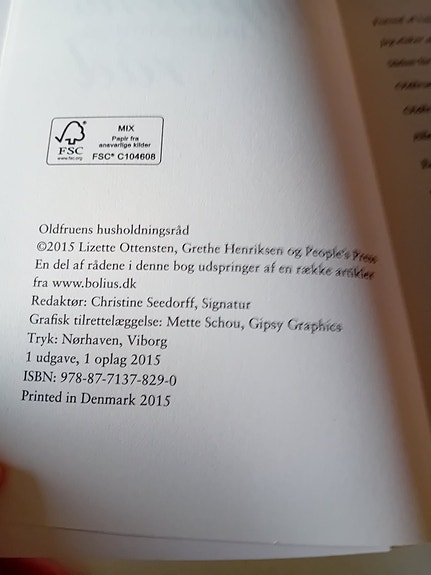 FSC
www.fsc.org
MIX
Papir fra
ansvarlige kilder
FSC® C104608
Oldfruens husholdningsråd
©2015 Lizette Ottensten, Grethe Henriksen og People's Press
En del af rådene i denne bog udspringer af en række artikler
fra www.bolius.dk
Redaktør: Christine Seedorff, Signatur
Grafisk tilrettelæggelse: Mette Schou, Gipsy Graphics
Tryk: Nørhaven, Viborg
1 udgave, 1 oplag 2015
ISBN: 978-87-7137-829-0
Printed in Denmark 2015